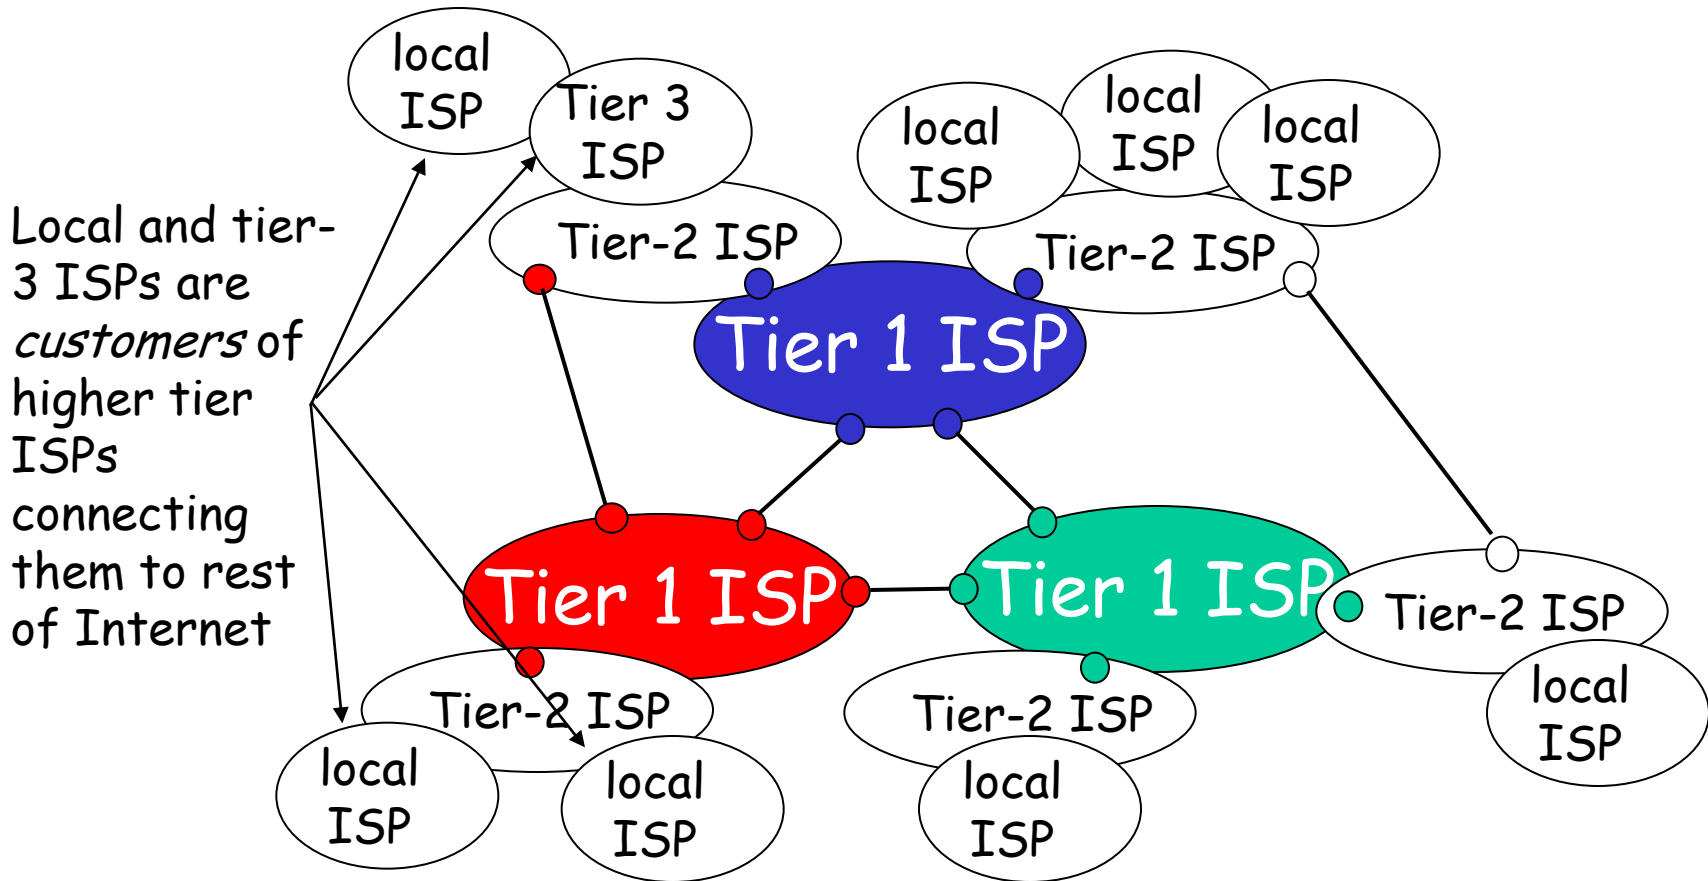 local
ISP
Tier 3
ISP
local
ISP
local
ISP
local
ISP
Local and tier-
3 ISPs are
customers of
higher tier
ISPs
connecting
them to rest
of Internet
Tier-2 ISP
Tier-2 ISP
Tier 1 ISP
Tier 1 ISP
Tier 1 ISP
Tier-2 ISP
Tier-2 ISP
Tier-2 ISP
local
ISP
local
ISP
local
ISP
local
ISP